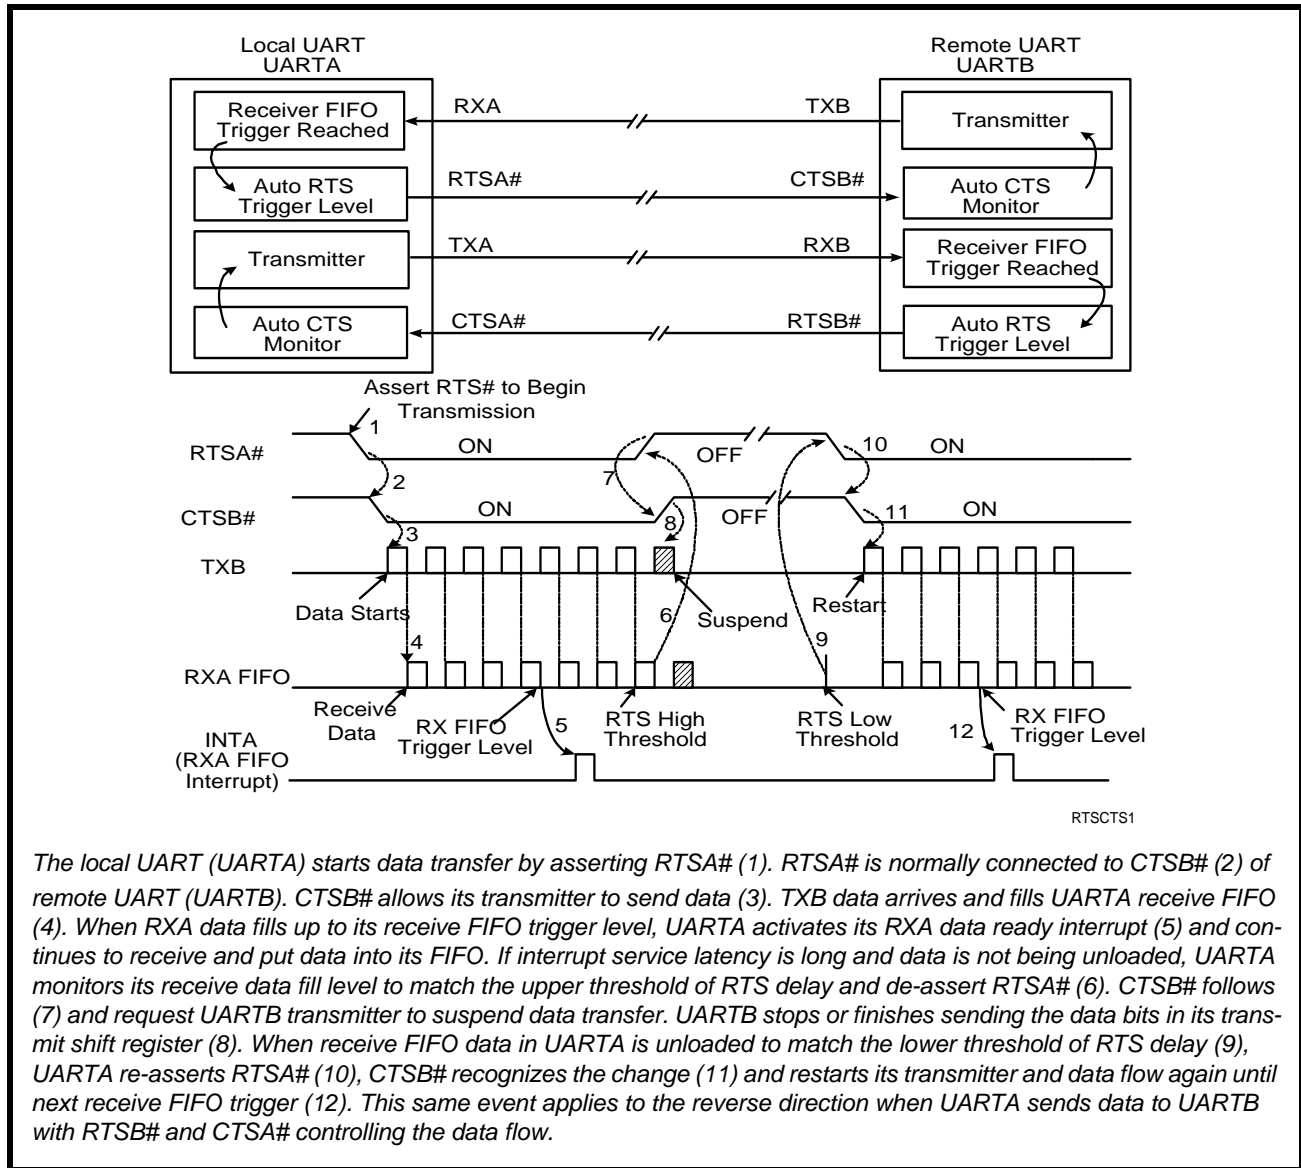 Local UART
UARTA
Remote UART
UARTB
Receiver FIFO
Trigger Reached
RXA
TXB
Transmitter
Auto RTS
Trigger Level
RTSA#
CTSB#
Auto CTS
Monitor
Transmitter
TXA
RXB
Receiver FIFO
Trigger Reached
Auto CTS
Monitor
CTSA#
RTSB#
Auto RTS
Trigger Level
Assert RTS# to Begin
Transmission
1
RTSA#
ON
OFF
10
ON
2
7
CTSB#
ON
8
OFF
11
ON
3
TXB
Data Starts
6
Suspend
Restart
4
9
RXA FIFO
Receive
Data
RX FIFO
Trigger Level
5
RTS High
Threshold
RTS Low
Threshold
12
RX FIFO
Trigger Level
INTA
(RXA FIFO
Interrupt)
RTSCTS1
The local UART (UARTA) starts data transfer by asserting RTSA# (1). RTSA# is normally connected to CTSB# (2) of
remote UART (UARTB). CTSB# allows its transmitter to send data (3). TXB data arrives and fills UARTA receive FIFO
(4). When RXA data fills up to its receive FIFO trigger level, UARTA activates its RXA data ready interrupt (5) and con-
tinues to receive and put data into its FIFO. If interrupt service latency is long and data is not being unloaded, UARTA
monitors its receive data fill level to match the upper threshold of RTS delay and de-assert RTSA# (6). CTSB# follows
(7) and request UARTB transmitter to suspend data transfer. UARTB stops or finishes sending the data bits in its trans-
mit shift register (8). When receive FIFO data in UARTA is unloaded to match the lower threshold of RTS delay (9),
UARTA re-asserts RTSA# (10), CTSB# recognizes the change (11) and restarts its transmitter and data flow again until
next receive FIFO trigger (12). This same event applies to the reverse direction when UARTA sends data to UARTB
with RTSB# and CTSA# controlling the data flow.